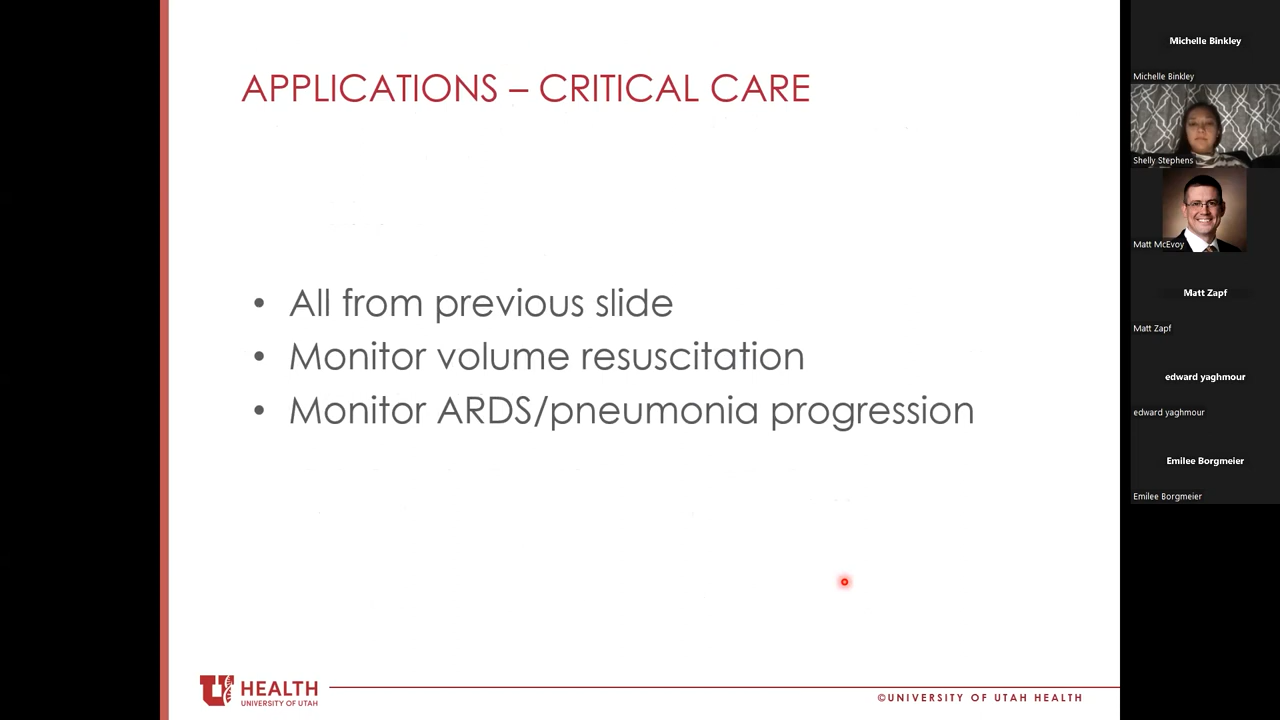 APPLICATIONS – CRITICAL CARE
• All from previous slide
• Monitor volume resuscitation
• Monitor ARDS/pneumonia progression
U HEALTH
UNIVERSITY OF UTAH
©UNIVERSITY OF UTAH HEALTH
Michelle Binkley
Michelle Binkley
Shelly Stephens
Matt McEvoy
Matt Zapf
Matt Zapf
edward yaghmour
edward yaghmour
Emilee Borgmeier
Emilee Borgmeier